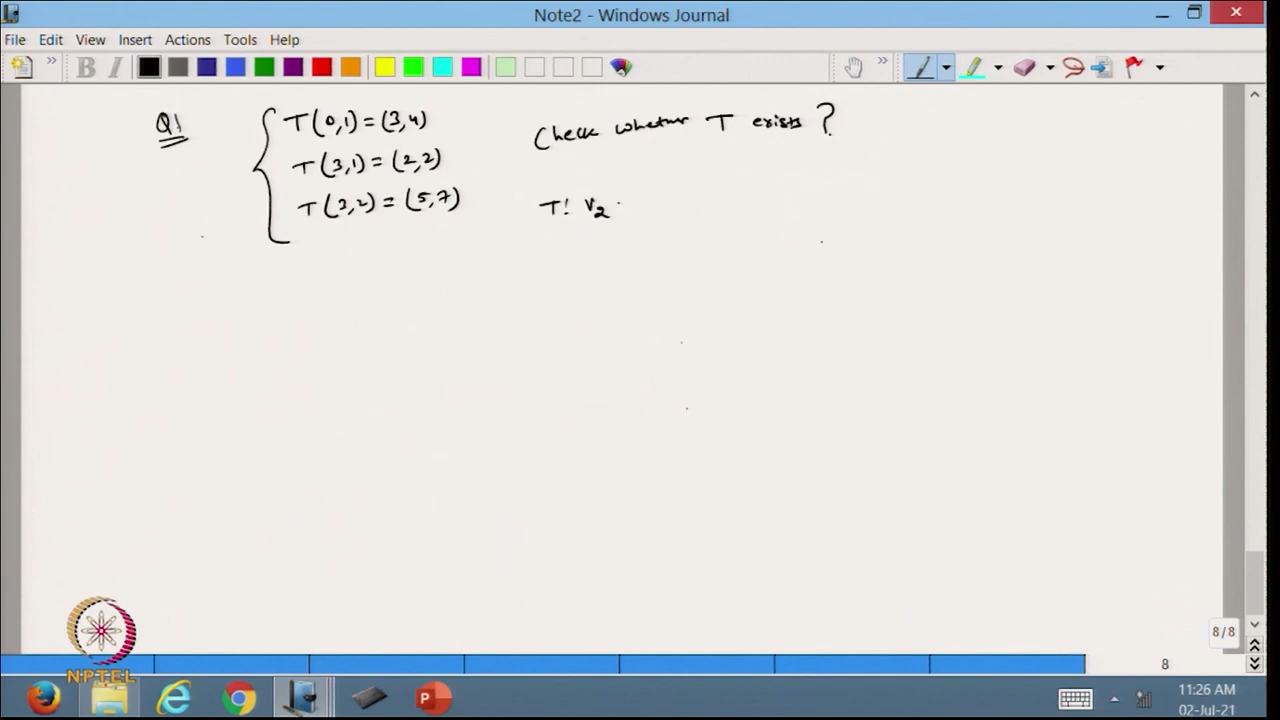 Note2 - Windows Journal
File Edit View Insert Actions Tools Help
Q1
T(0,1)=(3,4)
Check whether T exists?
T(3,1)=(2,2)
T(3,2)=(5,7)
T: V2
8/8
NPTEL
8
11:26 AM
02-Jul-21